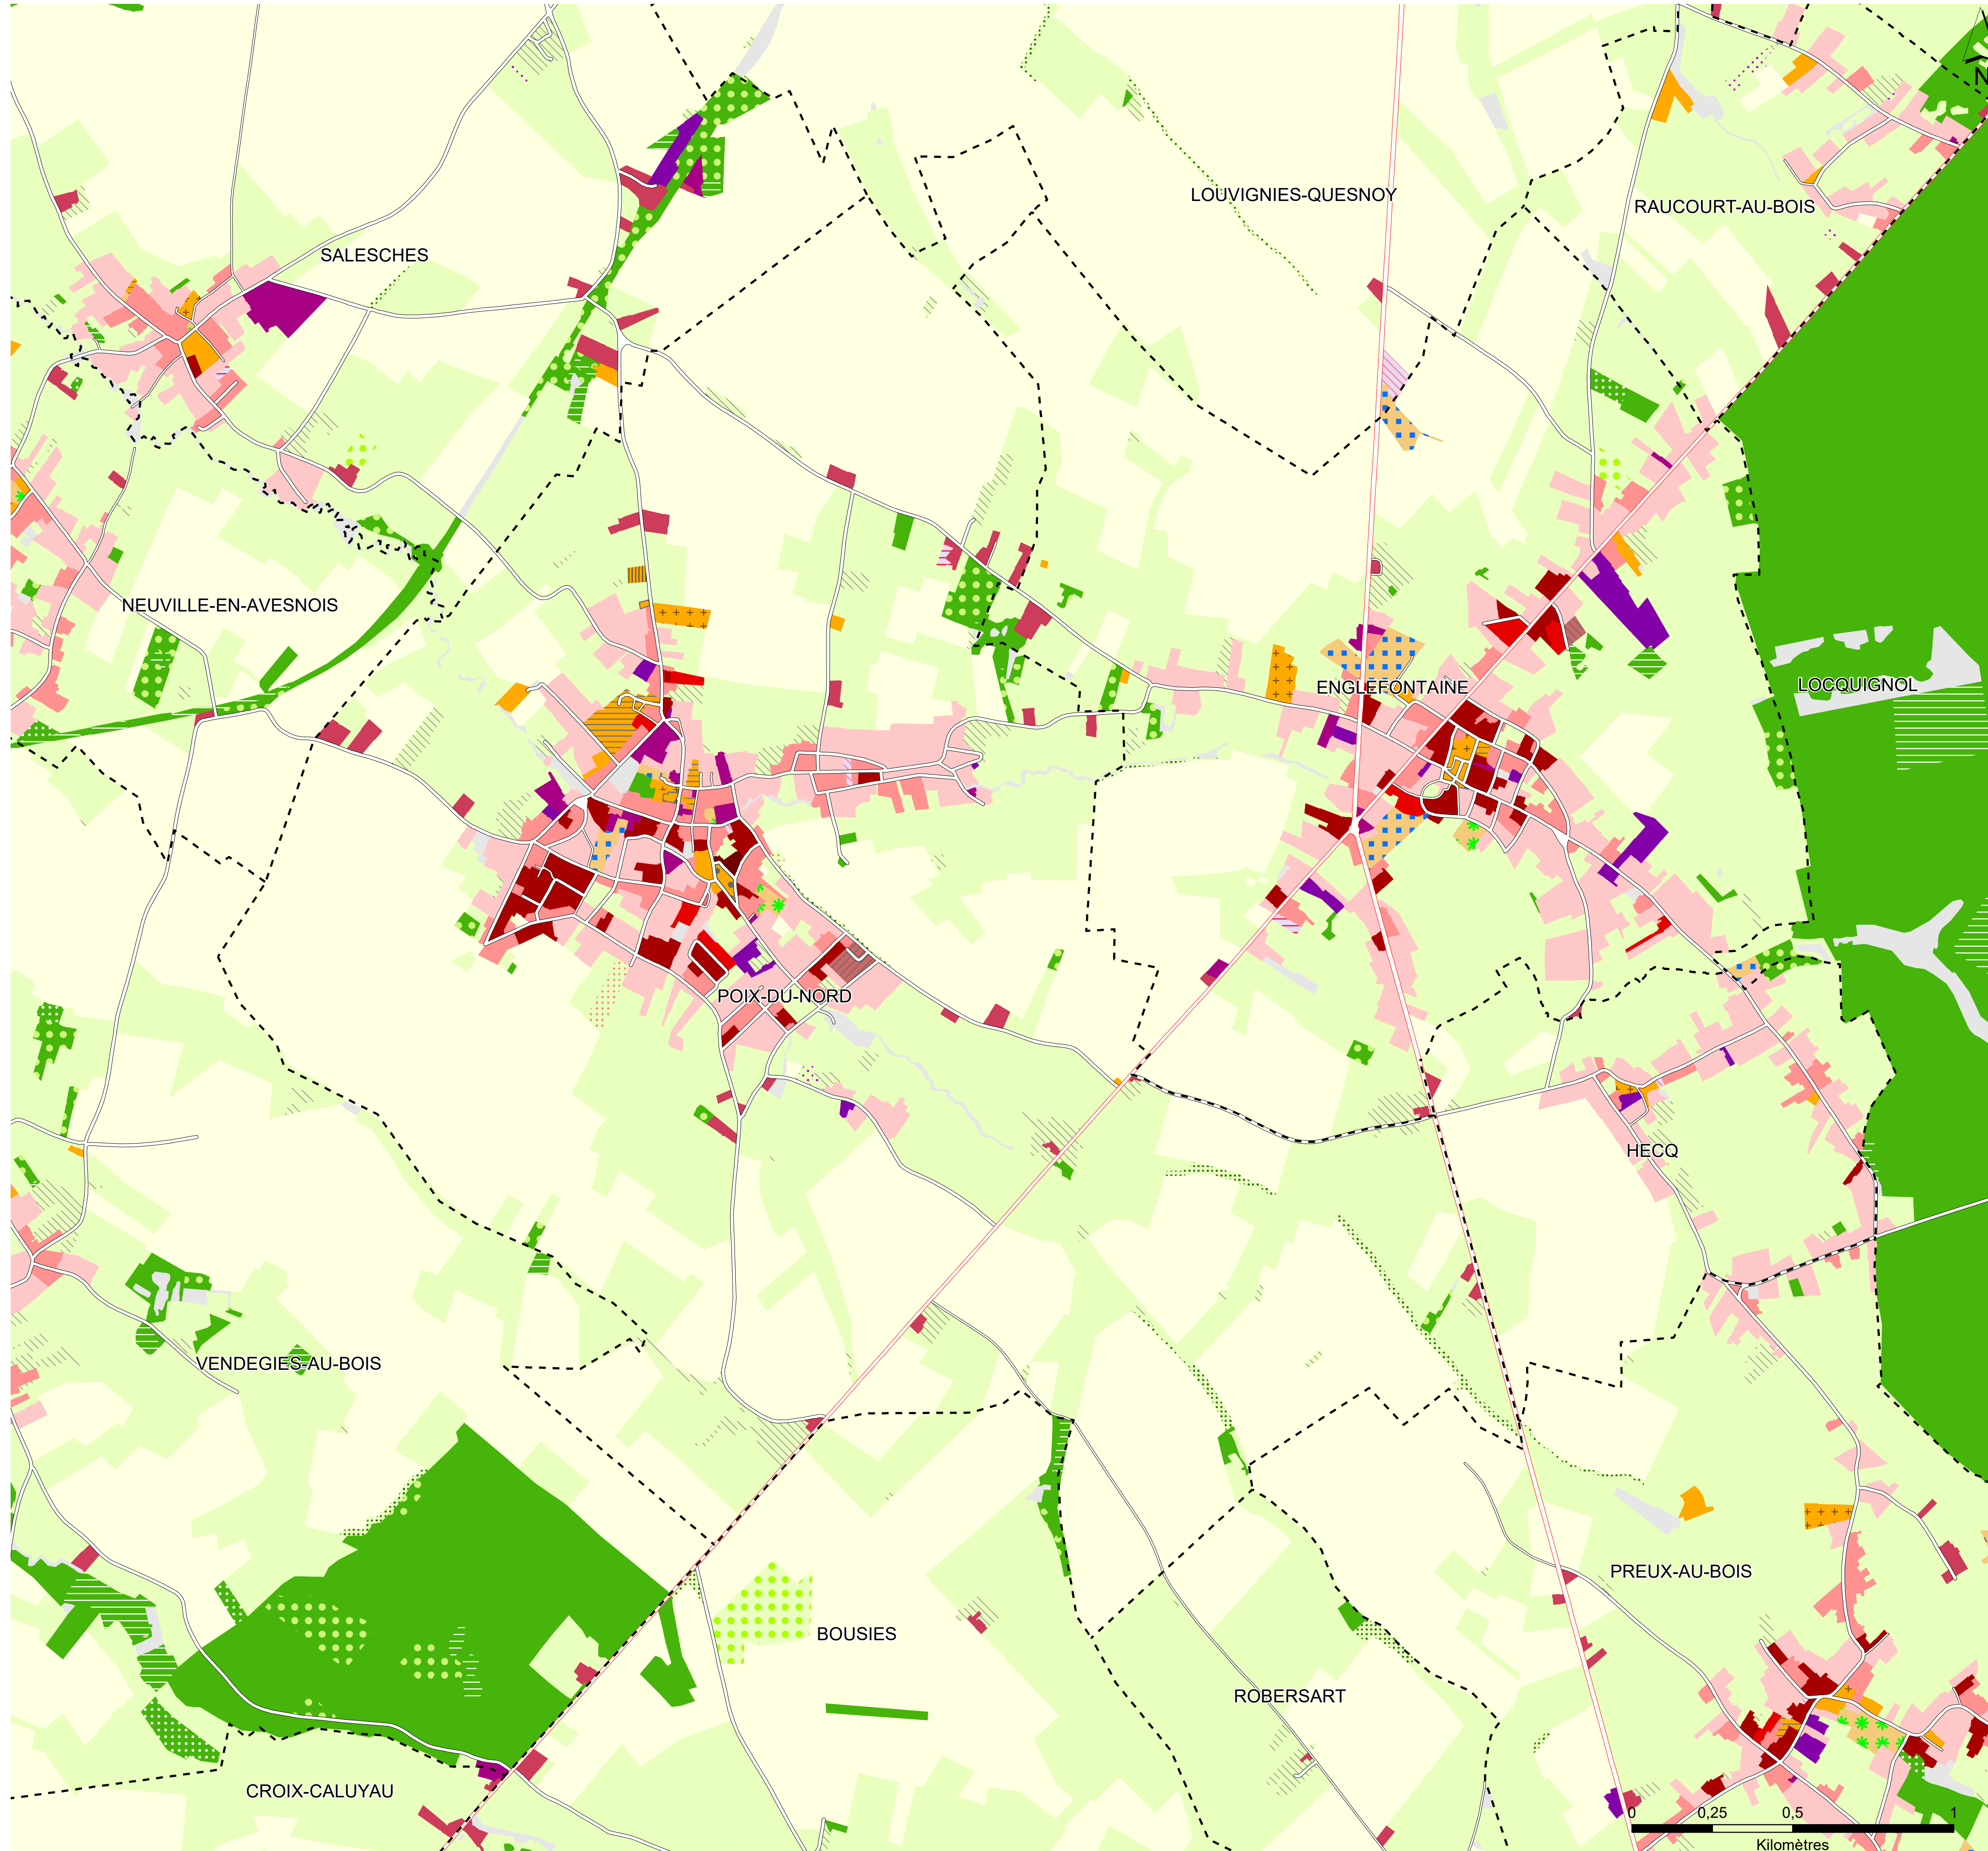 N
LOUVIGNIES-QUESNOY
RAUCOURT-AU-BOIS
SALESCHES
NEUVILLE-EN-AVESNOIS
ENGLEFONTAINE
LOCQUIGNOL
POIX-DU-NORD
HECQ
VENDEGIES-AU-BOIS
PREUX-AU-BOIS
BOUSIES
ROBERSART
CROIX-CALUYAU
0 0,25 0,5 1
Kilomètres